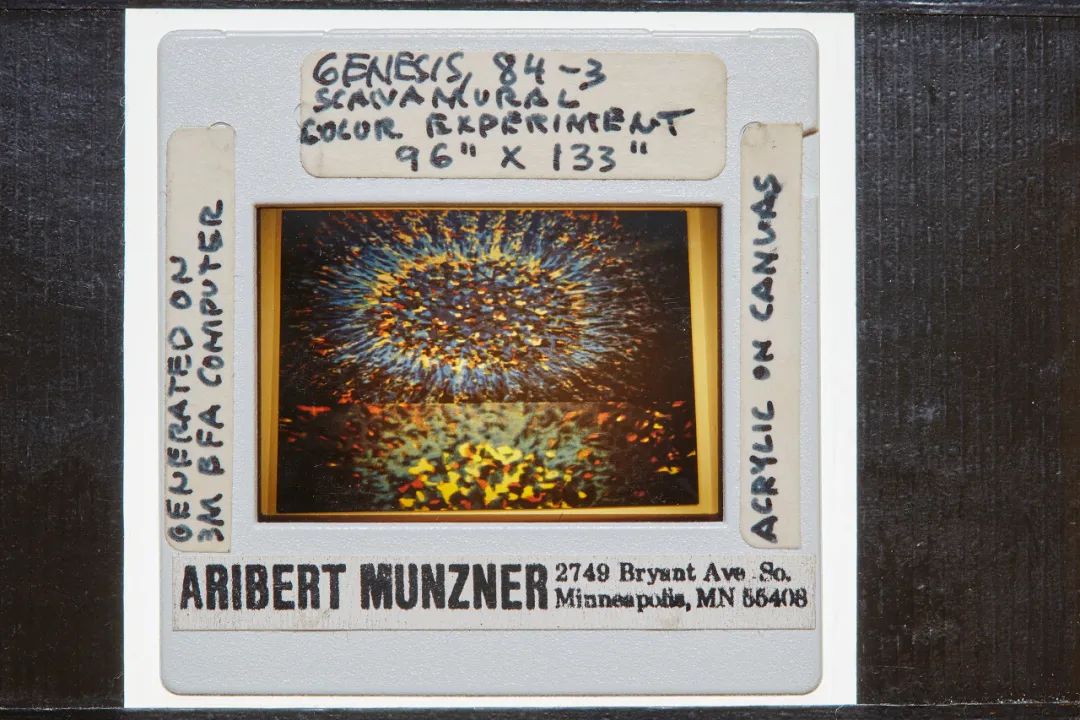 GENESIS, 84-3
SCANAMURAL
COLOR EXPERIMENT
96" X 133"
GENERATED ON
3M BFA COMPUTER
ACRYLIC ON CANVAS
ARIBERT MUNZNER
2749 Bryant Ave So.
Minneapolis, MN 55408